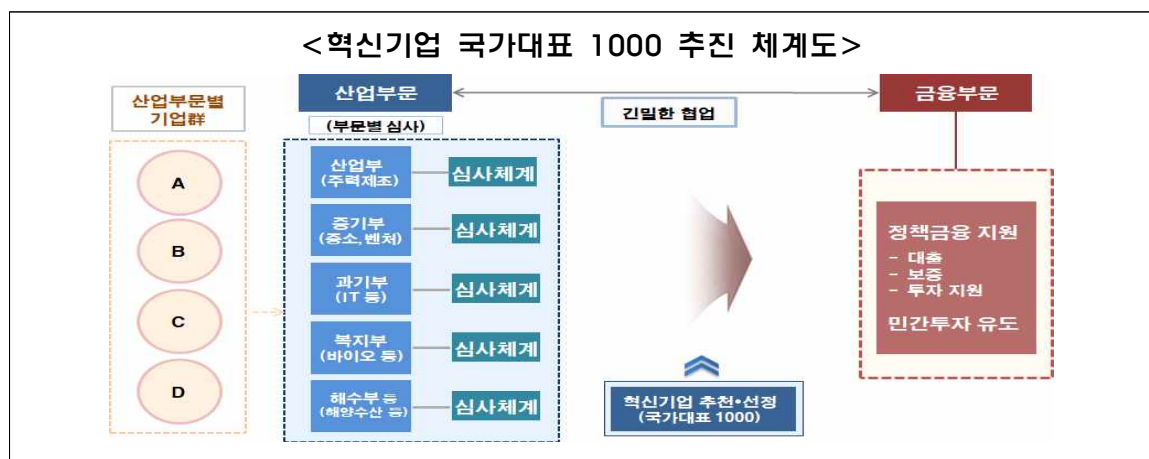 <혁신기업 국가대표 1000 추진 체계도>
산업부문별
기업群
A
B
C
D
산업부문
(부문별 심사)
산업부
(주력제조)
심사체계
중기부
(중소,벤처)
심사체계
과기부
(IT 등)
심사체계
복지부
(바이오 등)
심사체계
해수부 등
(해양수산 등)
심사체계
긴밀한 협업
혁신기업 추천•선정
(국가대표 1000)
금융부문
정책금융 지원
- 대출
- 보증
- 투자 지원
민간투자 유도